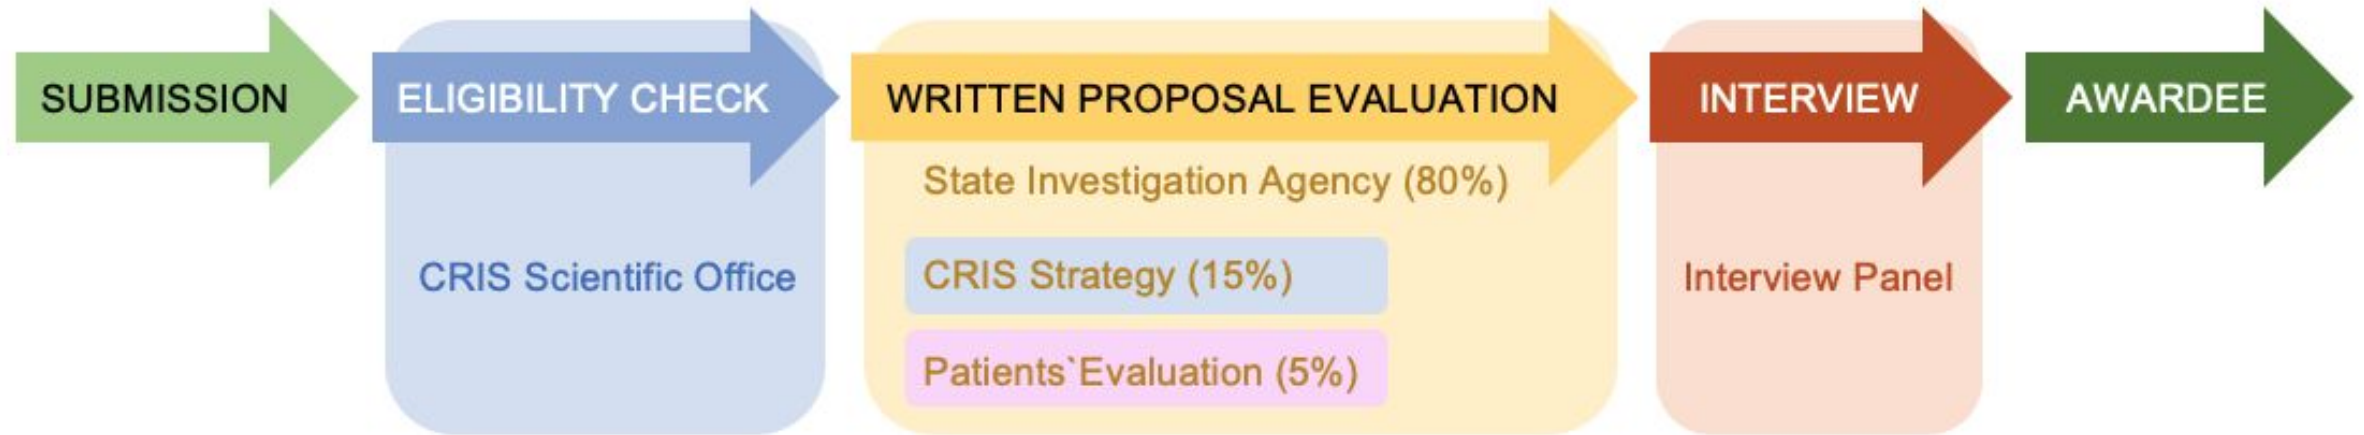 SUBMISSION
ELIGIBILITY CHECK
WRITTEN PROPOSAL EVALUATION
INTERVIEW
AWARDEE
CRIS Scientific Office
State Investigation Agency (80%)
CRIS Strategy (15%)
Patients`Evaluation (5%)
Interview Panel